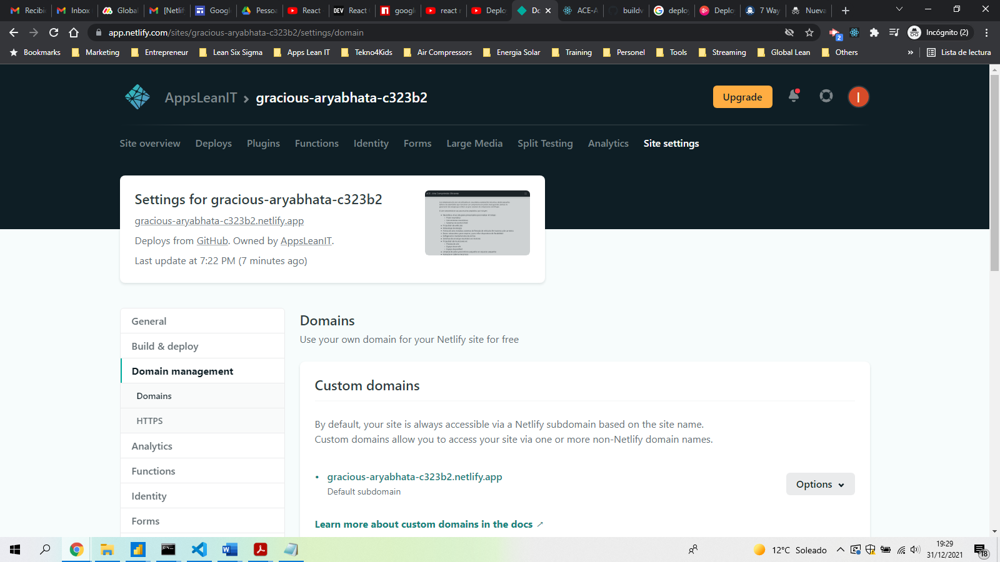 Recibi
Inbox
Global
[Netlif
Googl
Pessoa
React
DEV
React
googl
react r
Deplo
Do
ACE-A
buildv
deploy
Deplo
7 Way
Nueva
app.netlify.com/sites/gracious-aryabhata-c323b2/settings/domain
2
Incógnito (2)
Bookmarks
Marketing
Entrepreneur
Lean Six Sigma
Apps Lean IT
Tekno4Kids
Air Compressors
Energia Solar
Training
Personel
Tools
Streaming
Global Lean
Others
»
Lista de lectura
AppsLeanIT › gracious-aryabhata-c323b2
Upgrade
I
Site overview
Deploys
Plugins
Functions
Identity
Forms
Large Media
Split Testing
Analytics
Site settings
Settings for gracious-aryabhata-c323b2
gracious-aryabhata-c323b2.netlify.app
Deploys from GitHub. Owned by AppsLeanIT.
Last update at 7:22 PM (7 minutes ago)
General
Build & deploy
Domain management
Domains
HTTPS
Analytics
Functions
Identity
Forms
Domains
Use your own domain for your Netlify site for free
Custom domains
By default, your site is always accessible via a Netlify subdomain based on the site name.
Custom domains allow you to access your site via one or more non-Netlify domain names.
• gracious-aryabhata-c323b2.netlify.app
Default subdomain
Options
Learn more about custom domains in the docs ↗
12°C Soleado
19:29
31/12/2021
18